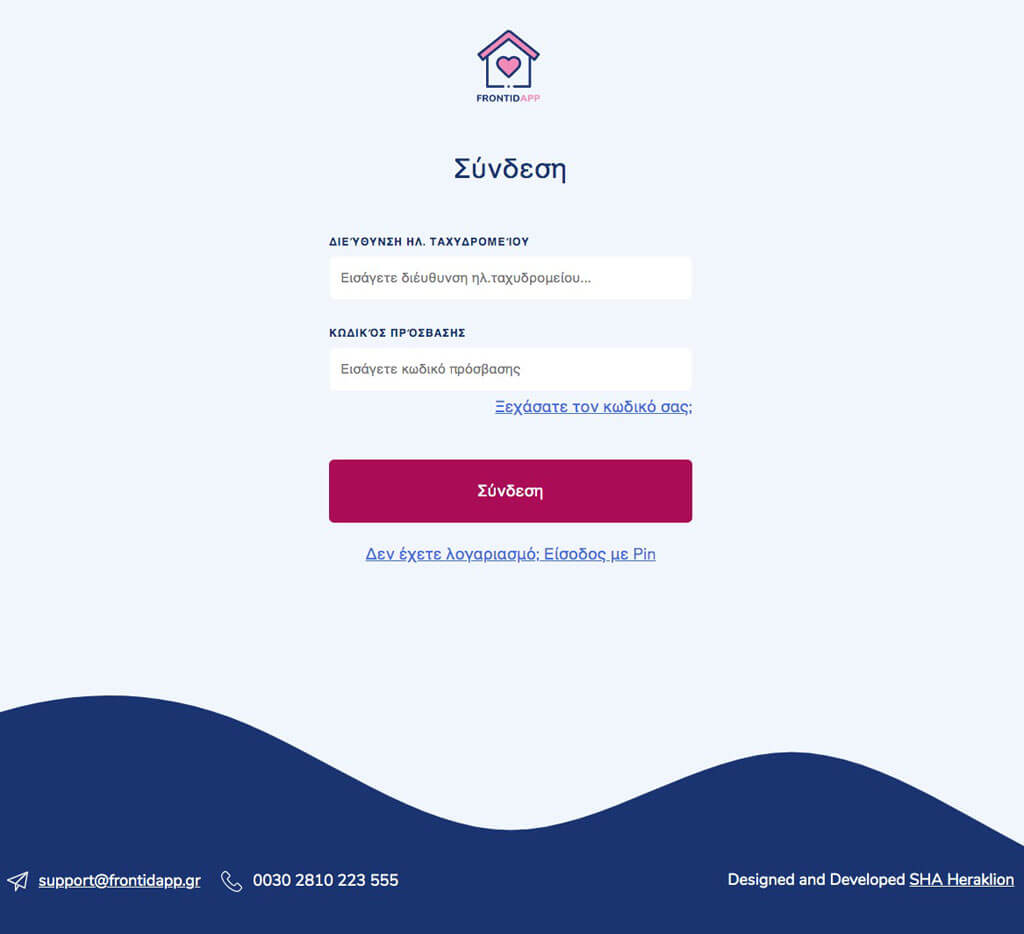 FRONTIDAPP
Σύνδεση
ΔΙΕΎΘΥΝΣΗ ΗΛ. ΤΑΧΥΔΡΟΜΕΊΟΥ
Εισάγετε διέυθυνση ηλ.ταχυδρομείου...
ΚΩΔΙΚΌΣ ΠΡΌΣΒΑΣΗΣ
Εισάγετε κωδικό πρόσβασης
Ξεχάσατε τον κωδικό σας;
Σύνδεση
Δεν έχετε λογαριασμό; Είσοδος με Pin
support@frontidapp.gr 0030 2810 223 555 Designed and Developed SHA Heraklion